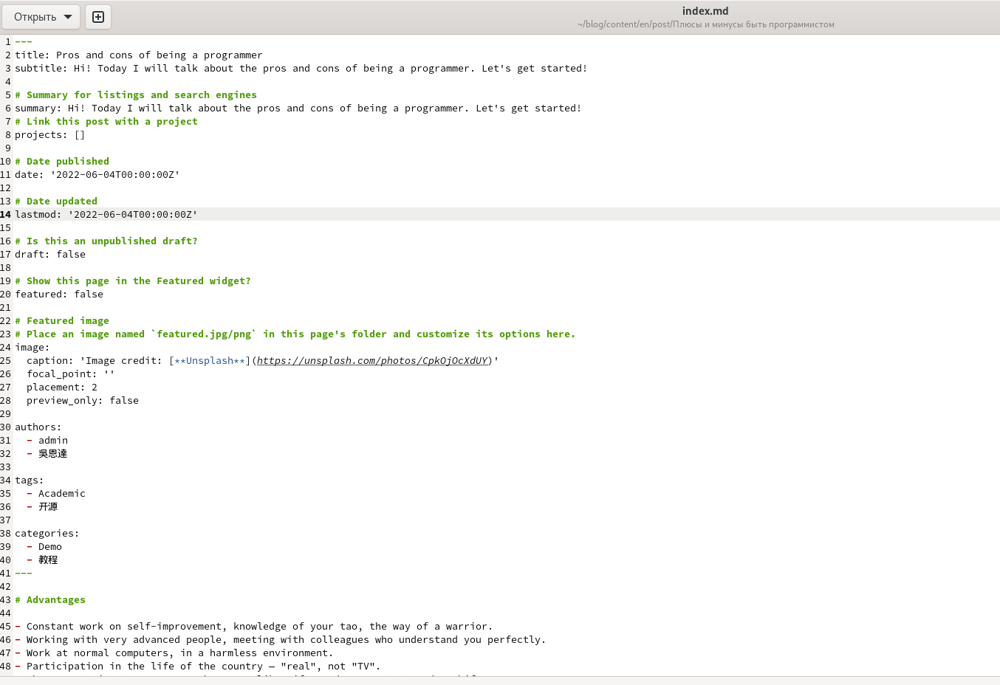 Открыть
index.md
~/blog/content/en/post/Плюсы и минусы быть программистом
1 ---
2 title: Pros and cons of being a programmer
3 subtitle: Hi! Today I will talk about the pros and cons of being a programmer. Let's get started!
4
5 # Summary for listings and search engines
6 summary: Hi! Today I will talk about the pros and cons of being a programmer. Let's get started!
7 # Link this post with a project
8 projects: []
9
10 # Date published
11 date: '2022-06-04T00:00:00Z'
12
13 # Date updated
14 lastmod: '2022-06-04T00:00:00Z'
15
16 # Is this an unpublished draft?
17 draft: false
18
19 # Show this page in the Featured widget?
20 featured: false
21
22 # Featured image
23 # Place an image named `featured.jpg/png` in this page's folder and customize its options here.
24 image:
25   caption: 'Image credit: [**Unsplash**](https://unsplash.com/photos/CpkOjOcXdUY)'
26   focal_point: ''
27   placement: 2
28   preview_only: false
29
30 authors:
31   - admin
32   - 吳恩達
33
34 tags:
35   - Academic
36   - 开源
37
38 categories:
39   - Demo
40   - 教程
41 ---
42
43 # Advantages
44
45 - Constant work on self-improvement, knowledge of your tao, the way of a warrior.
46 - Working with very advanced people, meeting with colleagues who understand you perfectly.
47 - Work at normal computers, in a harmless environment.
48 - Participation in the life of the country — "real", not "TV".